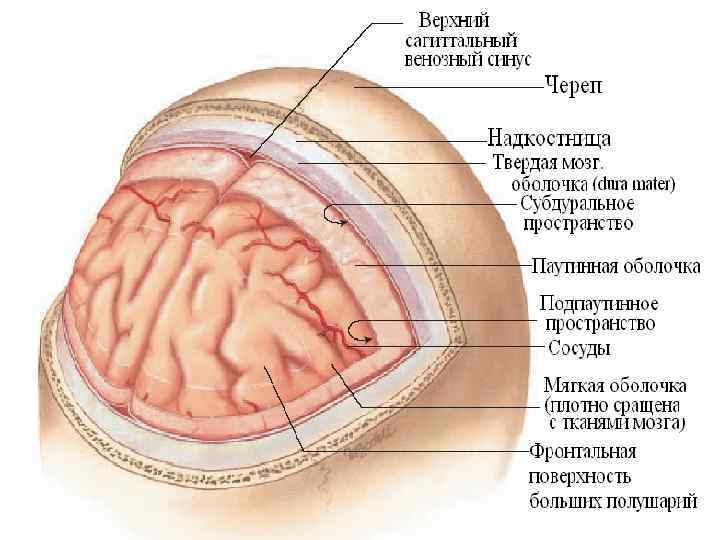 Верхний
сагиттальный
венозный синус
Череп
Надкостница
Твердая мозг.
оболочка (dura mater)
Субдуральное
пространство
Паутинная оболочка
Подпаутинное
пространство
Сосуды
Мягкая оболочка
(плотно сращена
с тканями мозга)
Фронтальная
поверхность
больших полушарий